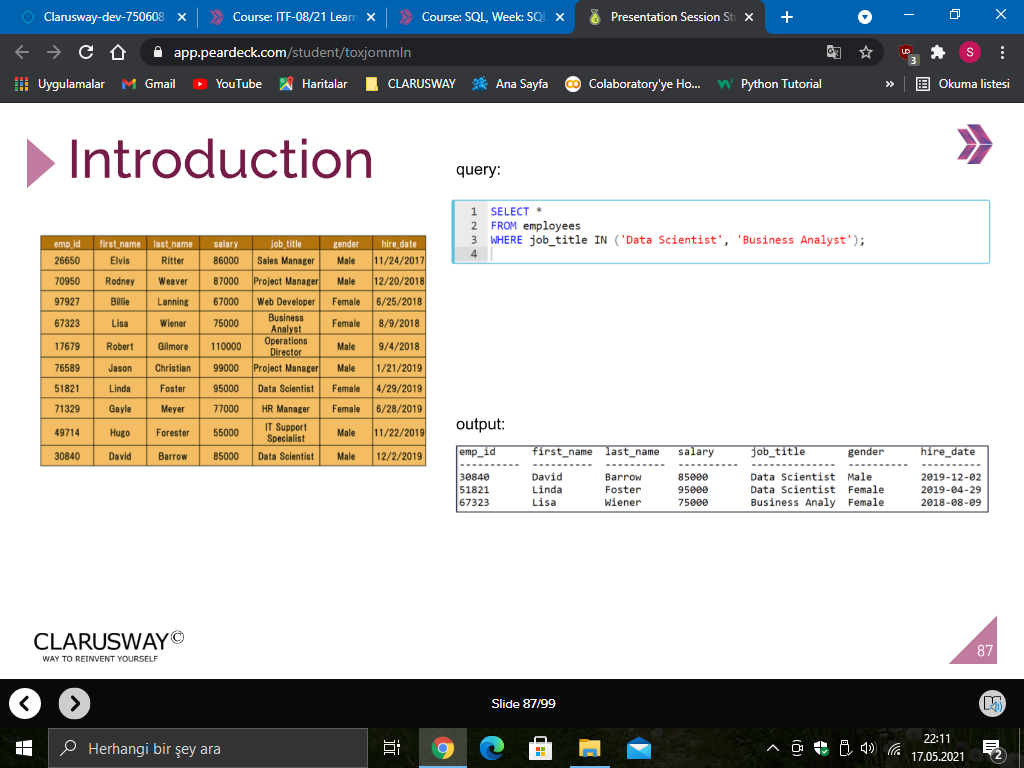 Clarusway-dev-750608
Course: ITF-08/21 Learn
Course: SQL, Week: SQL
Presentation Session St
app.peardeck.com/student/toxjommln
S
UD
3
Uygulamalar
Gmail
YouTube
Haritalar
CLARUSWAY
Ana Sayfa
Colaboratory'ye Ho...
Python Tutorial
»
Okuma listesi
Introduction
emp_id first_name last_name salary job_title gender hire_date
26650 Elvis Ritter 86000 Sales Manager Male 11/24/2017
70950 Rodney Weaver 87000 Project Manager Male 12/20/2018
97927 Billie Lanning 67000 Web Developer Female 6/25/2018
67323 Lisa Wiener 75000 Business Analyst Female 8/9/2018
17679 Robert Gilmore 110000 Operations Director Male 9/4/2018
76589 Jason Christian 99000 Project Manager Male 1/21/2019
51821 Linda Foster 95000 Data Scientist Female 4/29/2019
71329 Gayle Meyer 77000 HR Manager Female 6/28/2019
49714 Hugo Forester 55000 IT Support Specialist Male 11/22/2019
30840 David Barrow 85000 Data Scientist Male 12/2/2019
query:
1 SELECT *
2 FROM employees
3 WHERE job_title IN ('Data Scientist', 'Business Analyst');
4
output:
emp_id first_name last_name salary job_title gender hire_date
---------- ---------- ---------- ---------- -------------- ---------- ----------
30840 David Barrow 85000 Data Scientist Male 2019-12-02
51821 Linda Foster 95000 Data Scientist Female 2019-04-29
67323 Lisa Wiener 75000 Business Analy Female 2018-08-09
CLARUSWAY©
WAY TO REINVENT YOURSELF
87
Slide 87/99
Herhangi bir şey ara
22:11
17.05.2021
2